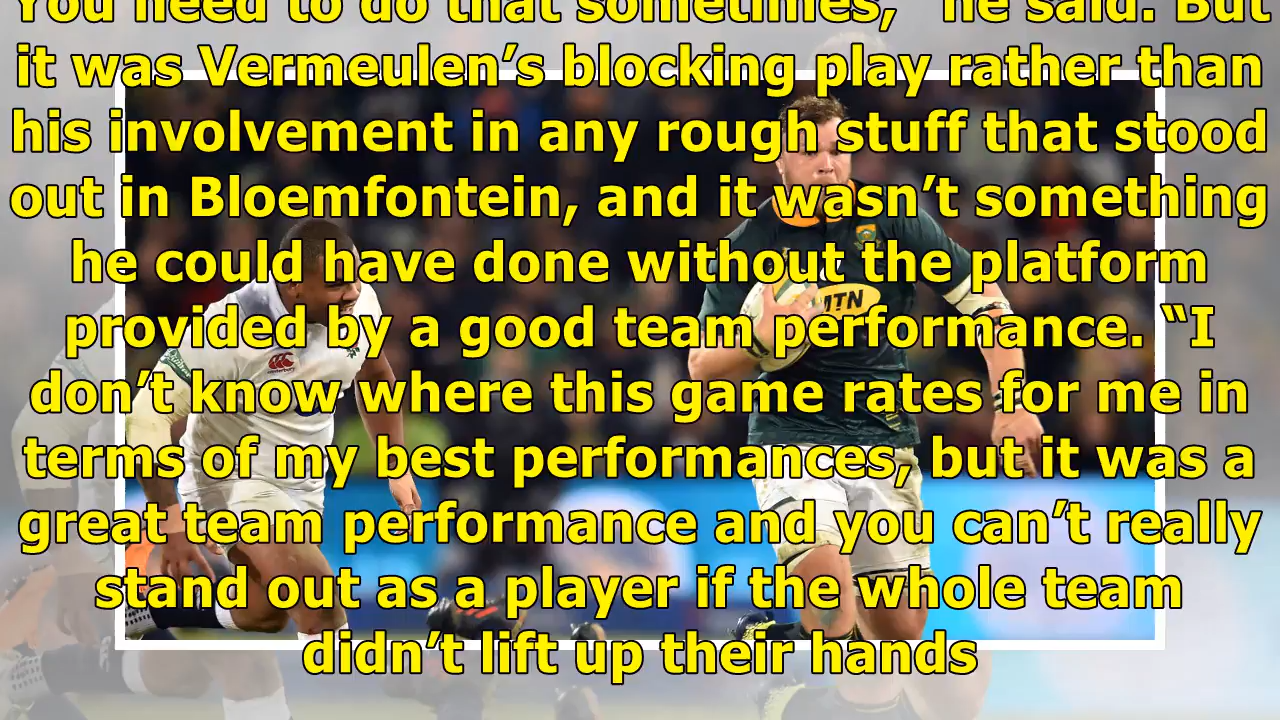 You need to do that sometimes,” he said. But
it was Vermeulen’s blocking play rather than
his involvement in any rough stuff that stood
out in Bloemfontein, and it wasn’t something
he could have done without the platform
provided by a good team performance. “I
don’t know where this game rates for me in
terms of my best performances, but it was a
great team performance and you can’t really
stand out as a player if the whole team
didn’t lift up their hands
MTN
Canterbury